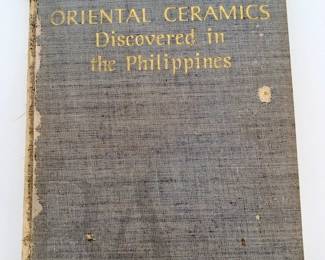 ORIENTAL CERAMICS
Discovered in
the Philippines